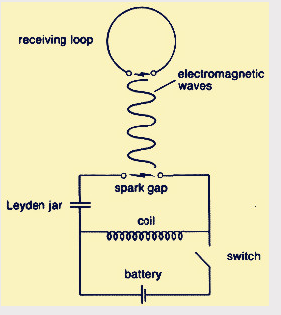 receiving loop
electromagnetic
waves
spark gap
Leyden jar
coil
switch
battery